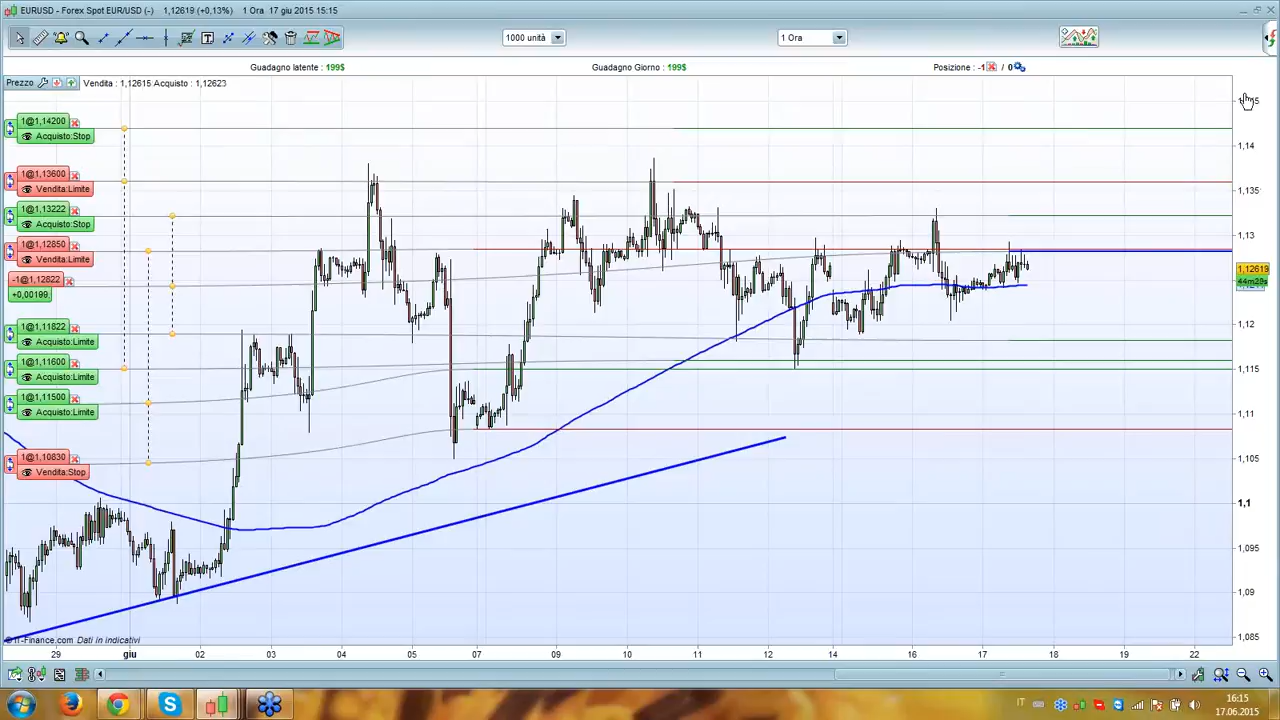 EURUSD - Forex Spot EUR/USD (-) 1,12619 (+0,13%) 1 Ora 17 giu 2015 15:15
1000 unità 1 Ora
Guadagno latente: 199$ Guadagno Giorno: 199$ Posizione: -1 / 0
Prezzo Vendita : 1,12615 Acquisto : 1,12623
1@1,14200
Acquisto:Stop
1,14
1@1,13600
Vendita:Limite
1,135
1@1,13222
Acquisto:Stop
1,13
1@1,12850
Vendita:Limite
1,12619
44m28s
-1@1,12822
+0,00199
1@1,11822
Acquisto:Limite
1,12
1@1,11600
Acquisto:Limite
1,115
1@1,11500
Acquisto:Limite
1,11
1@1,10830
Vendita:Stop
1,105
1,1
1,095
1,09
1,085
© IT-Finance.com Dati in indicativi
29 giu 02 03 04 05 07 09 10 11 12 14 16 17 18 19 22
IT 16:15
17.06.2015